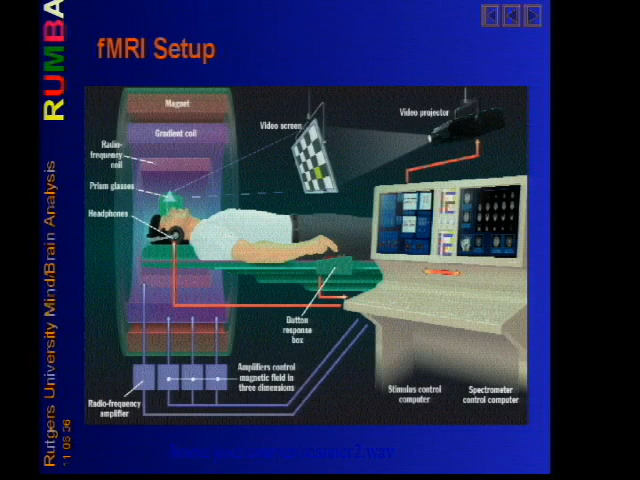 RUMBA
Rutgers University Mind/Brain Analysis
fMRI Setup
Magnet
Gradient coil
Radio-
frequency
coil
Prism glasses
Headphones
Video screen
Video projector
Button
response
box
Amplifiers control
magnetic field in
three dimensions
Radio-frequency
amplifier
Stimulus control
computer
Spectrometer
control computer